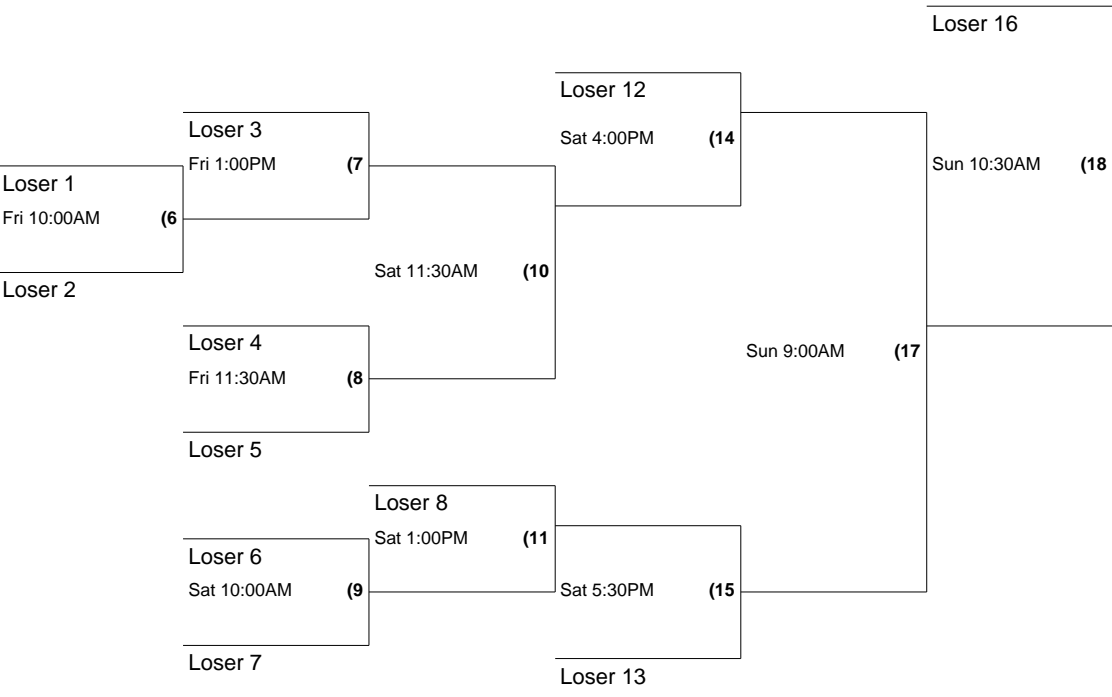 Loser 16
Loser 12
Loser 3
Sat 4:00PM (14
Fri 1:00PM (7
Sun 10:30AM (18
Loser 1
Fri 10:00AM (6
Sat 11:30AM (10
Loser 2
Loser 4
Sun 9:00AM (17
Fri 11:30AM (8
Loser 5
Loser 8
Sat 1:00PM (11
Loser 6
Sat 10:00AM (9
Sat 5:30PM (15
Loser 7
Loser 13